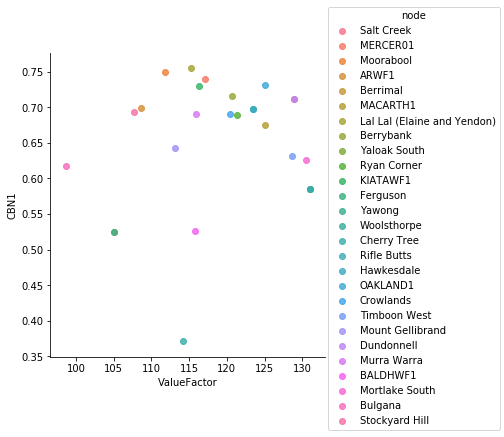 node
Salt Creek
MERCER01
Moorabool
ARWF1
Berrimal
MACARTH1
Lal Lal (Elaine and Yendon)
Berrybank
Yaloak South
Ryan Corner
KIATAWF1
Ferguson
Yawong
Woolsthorpe
Cherry Tree
Rifle Butts
Hawkesdale
OAKLAND1
Crowlands
Timboon West
Mount Gellibrand
Dundonnell
Murra Warra
BALDHWF1
Mortlake South
Bulgana
Stockyard Hill
0.75
0.70
0.65
0.60
0.55
0.50
0.45
0.40
0.35
CBN1
100 105 110 115 120 125 130
ValueFactor